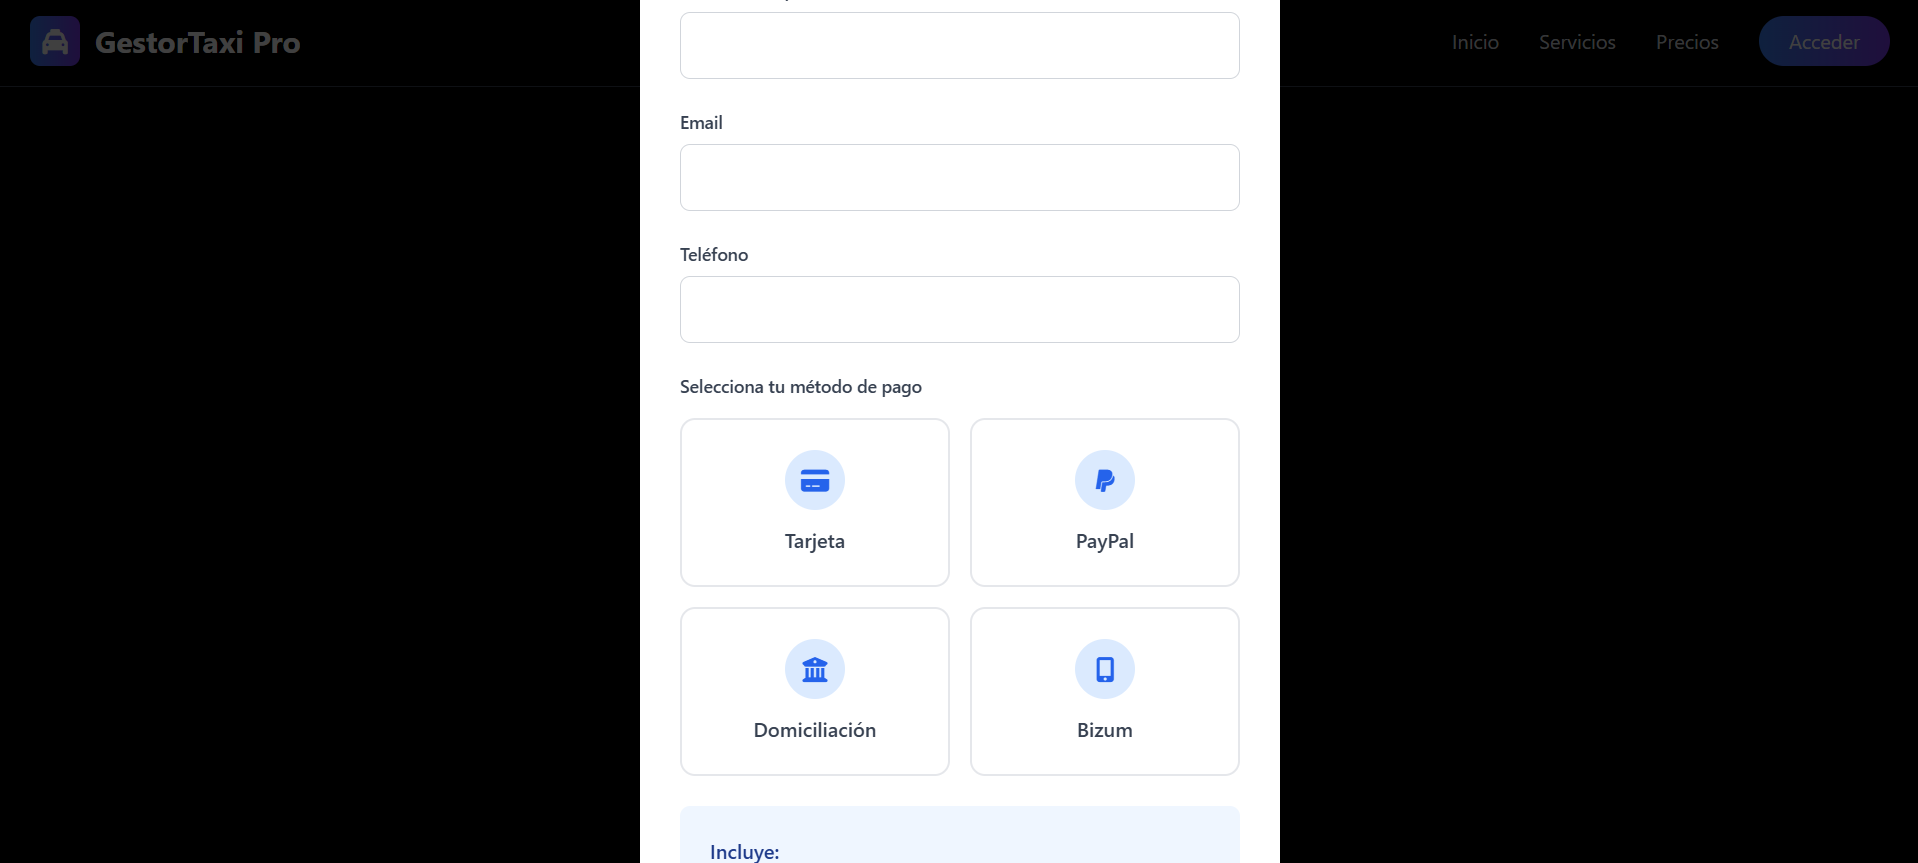 GestorTaxi Pro
Inicio
Servicios
Precios
Acceder
Email
Teléfono
Selecciona tu método de pago
Tarjeta
PayPal
Domiciliación
Bizum
Incluye: